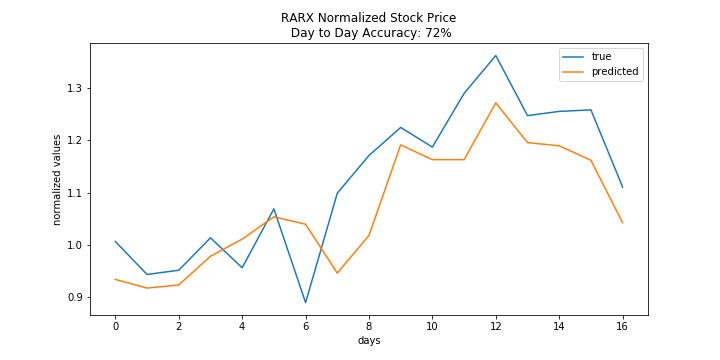 RARX Normalized Stock Price
Day to Day Accuracy: 72%
true
predicted
normalized values
1.3
1.2
1.1
1.0
0.9
0 2 4 6 8 10 12 14 16
days